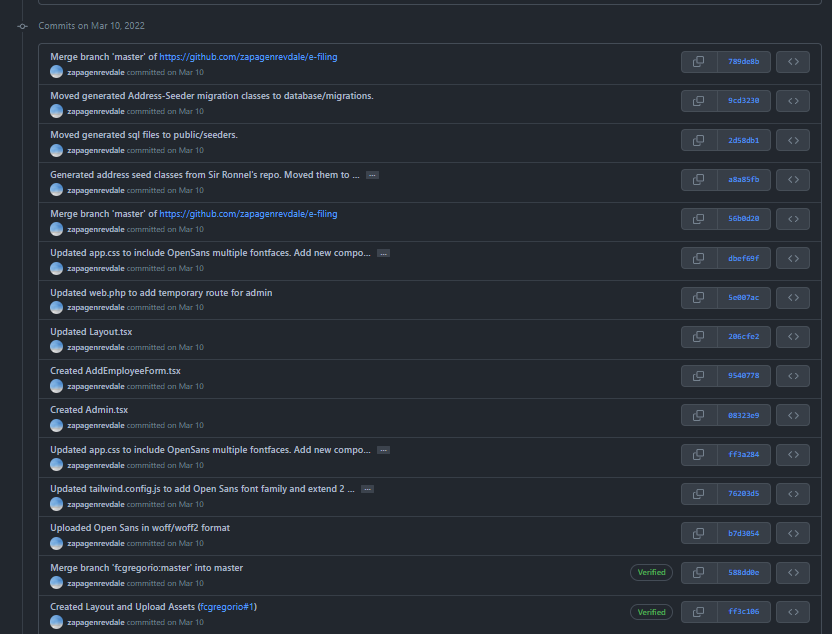 Commits on Mar 10, 2022
Merge branch 'master' of https://github.com/zapagenrevdale/e-filing
789de8b
zapagenrevdale committed on Mar 10
Moved generated Address-Seeder migration classes to database/migrations.
9cd3230
zapagenrevdale committed on Mar 10
Moved generated sql files to public/seeders.
2d58db1
zapagenrevdale committed on Mar 10
Generated address seed classes from Sir Ronnel's repo. Moved them to ... ...
a8a85fb
zapagenrevdale committed on Mar 10
Merge branch 'master' of https://github.com/zapagenrevdale/e-filing
56b0d20
zapagenrevdale committed on Mar 10
Updated app.css to include OpenSans multiple fontfaces. Add new compo... ...
dbef69f
zapagenrevdale committed on Mar 10
Updated web.php to add temporary route for admin
5e007ac
zapagenrevdale committed on Mar 10
Updated Layout.tsx
206cfe2
zapagenrevdale committed on Mar 10
Created AddEmployeeForm.tsx
9540778
zapagenrevdale committed on Mar 10
Created Admin.tsx
08323e9
zapagenrevdale committed on Mar 10
Updated app.css to include OpenSans multiple fontfaces. Add new compo... ...
ff3a284
zapagenrevdale committed on Mar 10
Updated tailwind.config.js to add Open Sans font family and extend 2 ... ...
76203d5
zapagenrevdale committed on Mar 10
Uploaded Open Sans in woff/woff2 format
b7d3054
zapagenrevdale committed on Mar 10
Merge branch 'fcgregorio:master' into master
Verified
588dd0e
zapagenrevdale committed on Mar 10
Created Layout and Upload Assets (fcgregorio#1)
Verified
ff3c106
zapagenrevdale committed on Mar 10